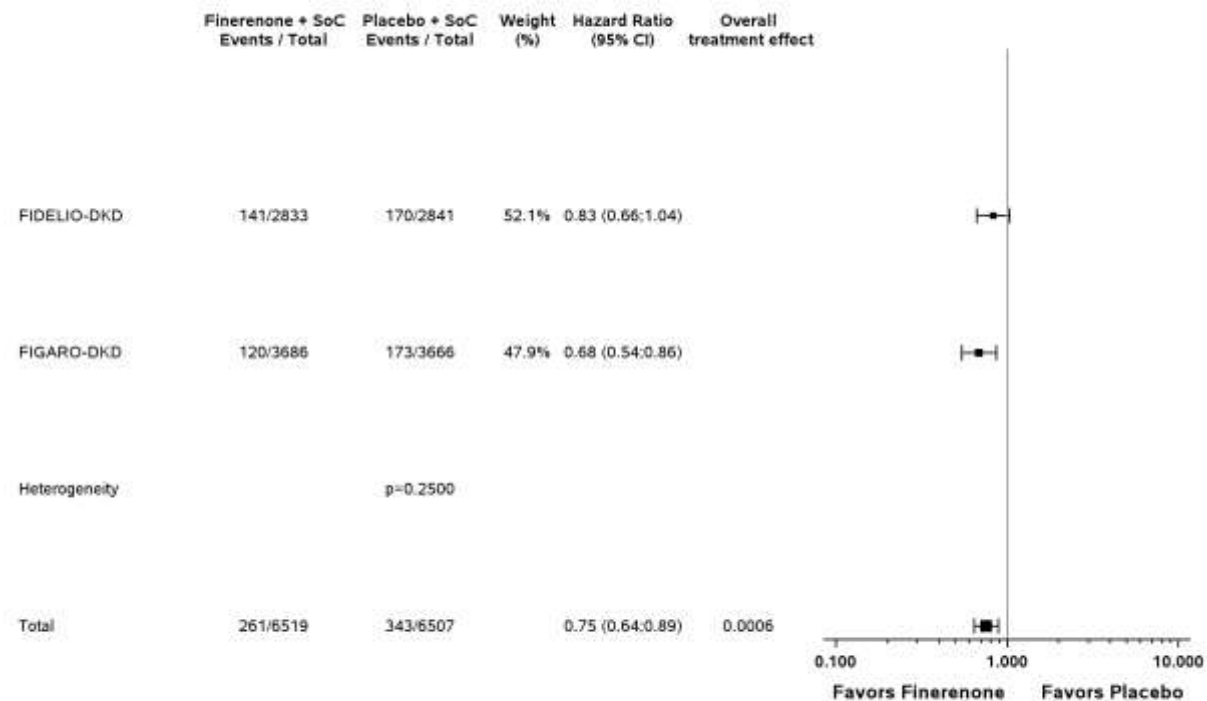 Finerenone + SoC Placebo + SoC Weight Hazard Ratio Overall
Events / Total Events / Total (%) (95% CI) treatment effect
FIDELIO-DKD 141/2833 170/2841 52.1% 0.83 (0.66;1.04)
FIGARO-DKD 120/3686 173/3666 47.9% 0.68 (0.54;0.86)
Heterogeneity p=0.2500
Total 261/6519 343/6507 0.75 (0.64;0.89) 0.0006
0.100 1.000 10.000
Favors Finerenone Favors Placebo